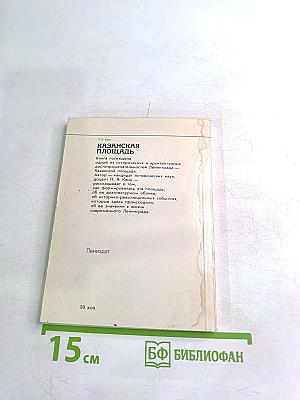 П. Я. Канн
КАЗАНСКАЯ
ПЛОЩАДЬ
Книга посвящена
одной из исторических и архитектурных
достопримечательностей Ленинграда —
Казанской площади.
Автор — кандидат исторических наук,
доцент П. Я. Канн —
рассказывает о том,
как формировалась эта площадь,
об ее архитектурном облике,
об историко-революционных событиях,
которые здесь происходили,
об ее значении в жизни
современного Ленинграда.
Лениздат
50 коп.
15 см
БФ БИБЛИОФАН